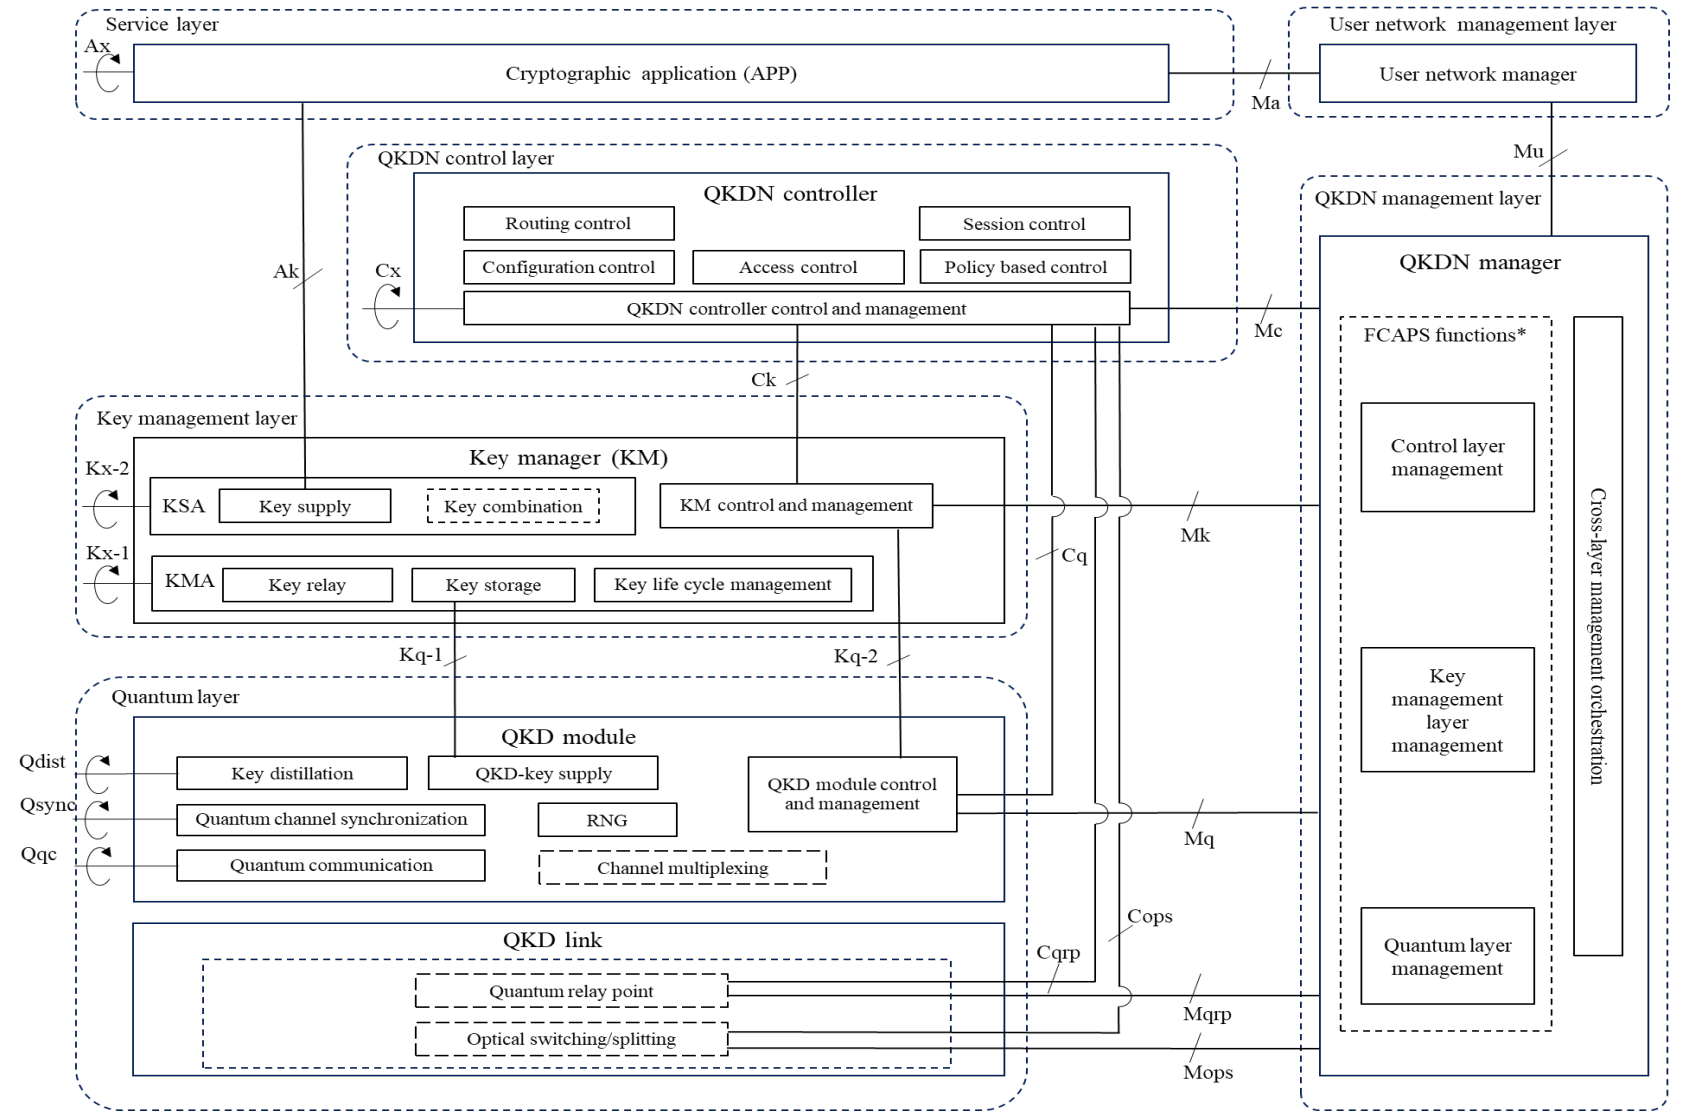 Service layer
User network management layer
Ax
Cryptographic application (APP)
User network manager
Ma
Mu
QKDN control layer
QKDN controller
Routing control
Session control
Configuration control
Access control
Policy based control
QKDN controller control and management
Ak
Cx
Mc
Ck
QKDN management layer
QKDN manager
FCAPS functions*
Control layer
management
Key
management
layer
management
Quantum layer
management
Cross-layer management orchestration
Key management layer
Key manager (KM)
Kx-2
KSA
Key supply
Key combination
KM control and management
Mk
Kx-1
KMA
Key relay
Key storage
Key life cycle management
Cq
Kq-1
Kq-2
Quantum layer
QKD module
Qdist
Key distillation
QKD-key supply
QKD module control
and management
Qsync
Quantum channel synchronization
RNG
Mq
Qqc
Quantum communication
Channel multiplexing
Cops
QKD link
Cqrp
Quantum relay point
Mqrp
Optical switching/splitting
Mops